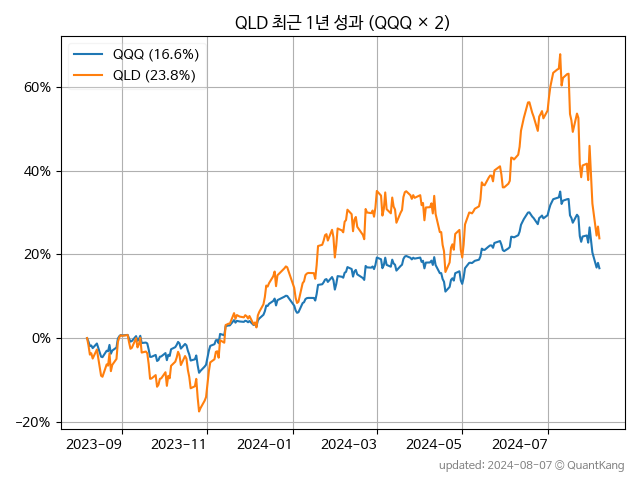 QLD 최근 1년 성과 (QQQ × 2)
QQQ (16.6%)
QLD (23.8%)
60%
40%
20%
0%
−20%
2023−09
2023−11
2024−01
2024−03
2024−05
2024−07
updated: 2024−08−07 © QuantKang